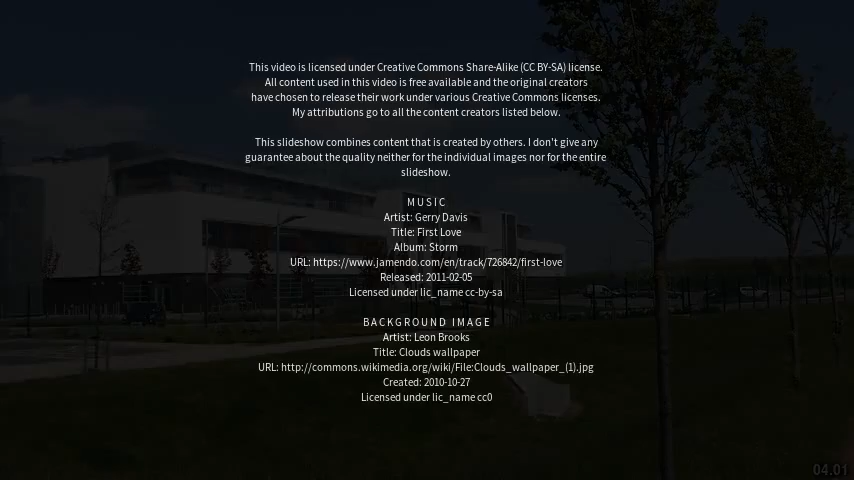 This video is licensed under Creative Commons Share-Alike (CC BY-SA) license.
All content used in this video is free available and the original creators
have chosen to release their work under various Creative Commons licenses.
My attributions go to all the content creators listed below.
This slideshow combines content that is created by others. I don't give any
guarantee about the quality neither for the individual images nor for the entire
slideshow.
MUSIC
Artist: Gerry Davis
Title: First Love
Album: Storm
URL: https://www.jamendo.com/en/track/726842/first-love
Released: 2011-02-05
Licensed under lic_name cc-by-sa
BACKGROUND IMAGE
Artist: Leon Brooks
Title: Clouds wallpaper
URL: http://commons.wikimedia.org/wiki/File:Clouds_wallpaper_(1).jpg
Created: 2010-10-27
Licensed under lic_name cc0
04.01